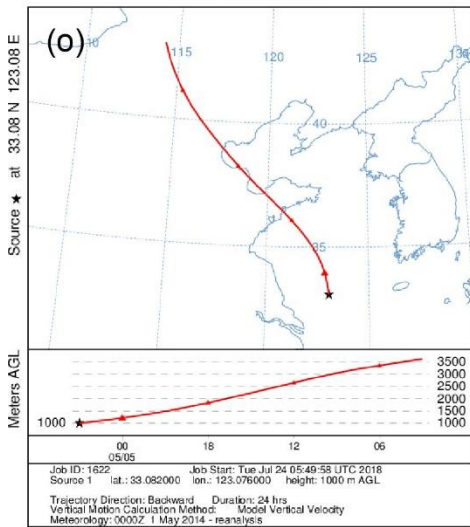 (o)
110
115
125
130
40
35
120
125
Source ★ at 33.08 N 123.08 E
Meters AGL
3500
3000
2500
2000
1500
1000
1000
00
18
12
06
05/05
Job ID: 1622 Job Start: Tue Jul 24 05:49:58 UTC 2018
Source 1 lat.: 33.082000 lon.: 123.076000 height: 1000 m AGL
Trajectory Direction: Backward Duration: 24 hrs
Vertical Motion Calculation Method: Model Vertical Velocity
Meteorology: 0000Z 1 May 2014 - reanalysis